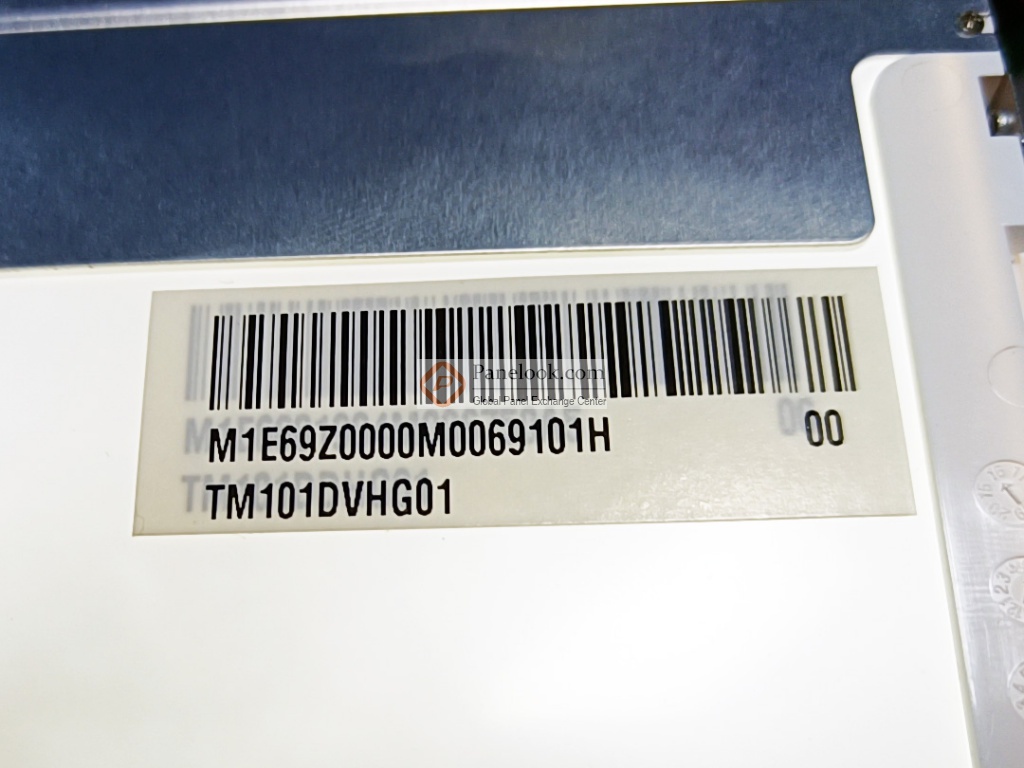 Panelook.com
Global Panel Exchange Center
M1E69Z0000M0069101H 00
TM101DVHG01